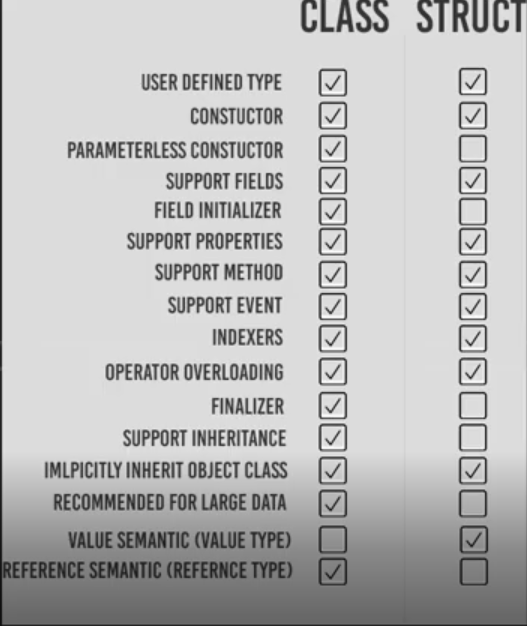 CLASS STRUCT
USER DEFINED TYPE
CONSTUCTOR
PARAMETERLESS CONSTUCTOR
SUPPORT FIELDS
FIELD INITIALIZER
SUPPORT PROPERTIES
SUPPORT METHOD
SUPPORT EVENT
INDEXERS
OPERATOR OVERLOADING
FINALIZER
SUPPORT INHERITANCE
IMLPICITLY INHERIT OBJECT CLASS
RECOMMENDED FOR LARGE DATA
VALUE SEMANTIC (VALUE TYPE)
REFERENCE SEMANTIC (REFERNCE TYPE)